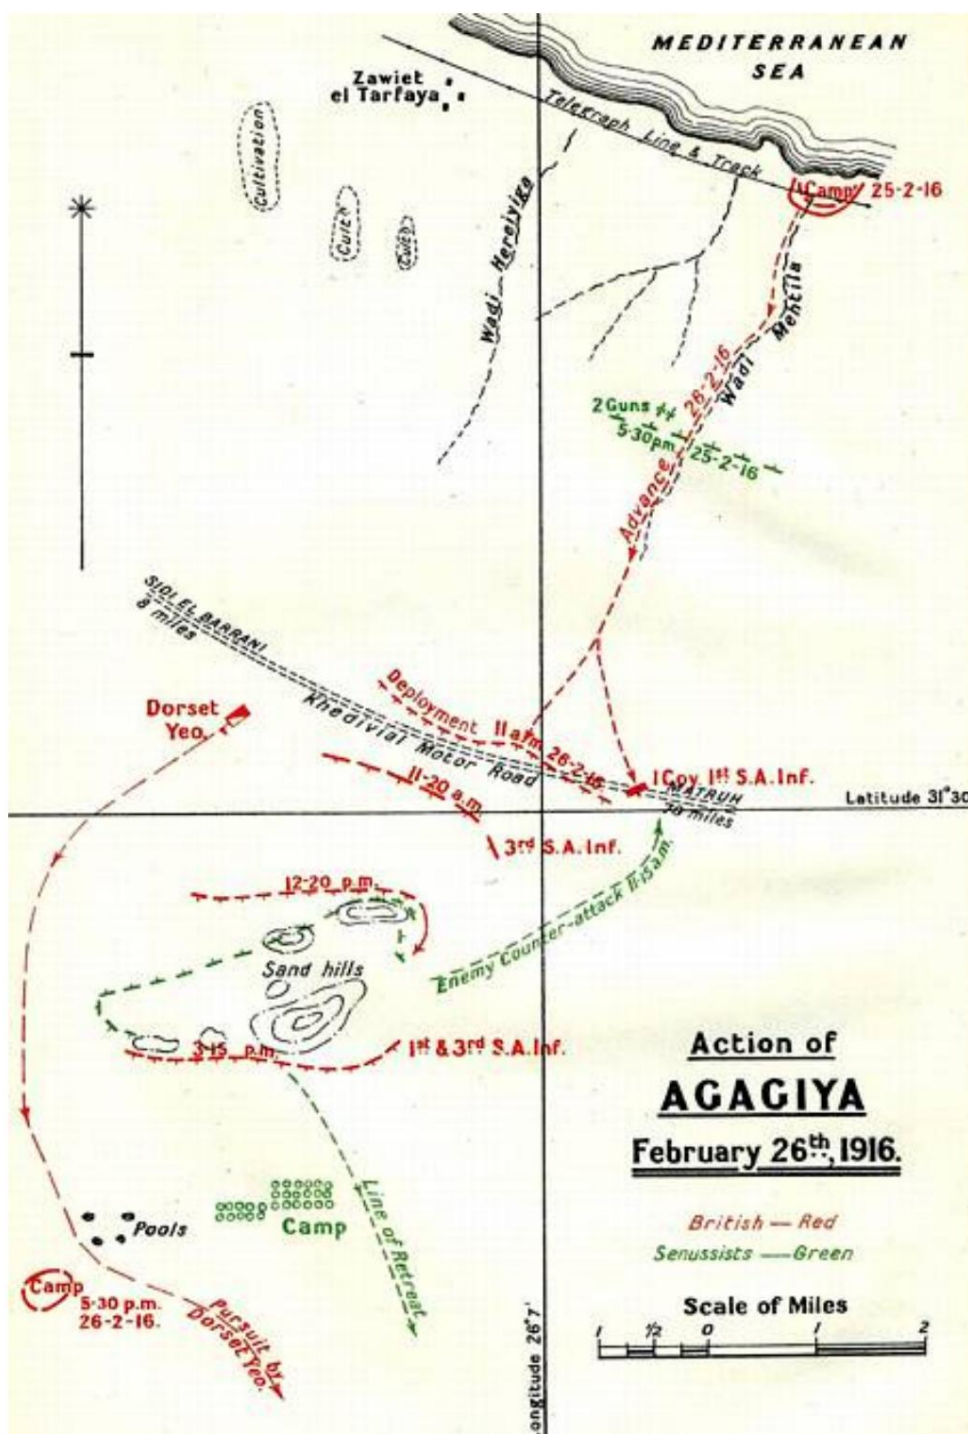 MEDITERRANEAN
SEA
Zawiet
el Tarfaya
Telegraph Line & Track
Camp 25-2-16
Cultivation
Cultn
Cultn
Wadi Hereiyiga
Wadi Mehtila
2 Guns
5·30 p.m. 25-2-16
Advance 26-2-16
SIDI EL BARRANI
8 miles
Khedivial Motor Road
Deployment 11 a.m. 26-2-16
Dorset
Yeo.
11-20 a.m.
1 Coy 1st S.A. Inf.
MATRUH
miles
Latitude 31°30
3rd S.A. Inf.
12-20 p.m.
Enemy Counter-attack 11-15 a.m.
Sand hills
3-15 p.m.
1st & 3rd S.A. Inf.
Action of
AGAGIYA
February 26th, 1916.
Line of Retreat
Camp
Pools
British — Red
Senussists — Green
Camp
5-30 p.m.
26-2-16.
Pursuit by
Dorset Yeo.
Scale of Miles
1 ½ 0 1 2
Longitude 26°7'